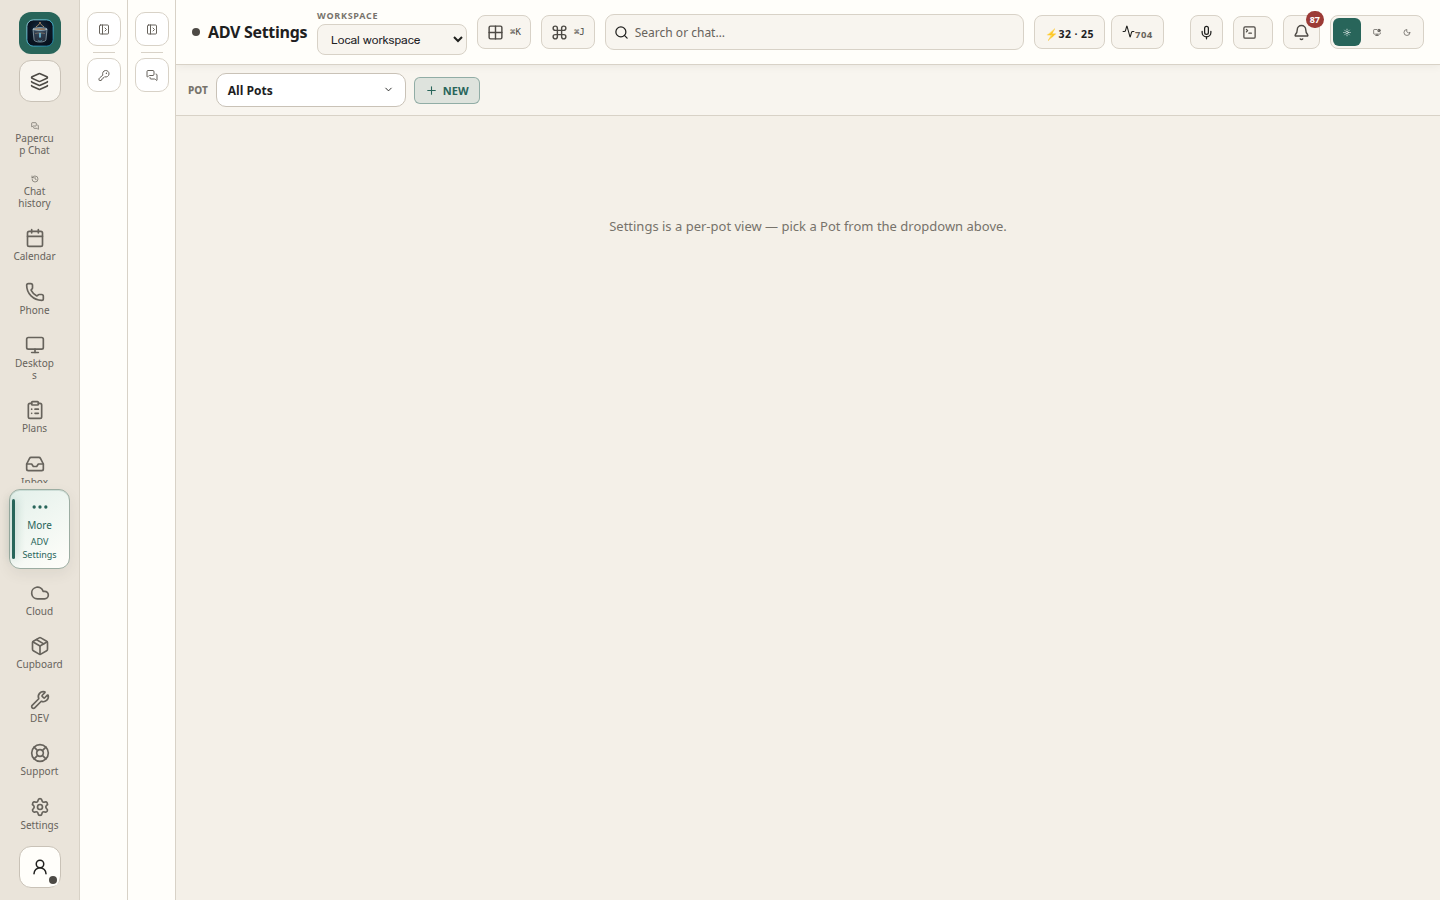 WORKSPACE
ADV Settings
Local workspace
⌘K
⌘J
Search or chat...
⚡32 · 25
704
87
POT
All Pots
NEW
Papercu
p Chat
Chat
history
Calendar
Phone
Desktop
s
Plans
Inbox
More
ADV
Settings
Cloud
Cupboard
DEV
Support
Settings
Settings is a per-pot view — pick a Pot from the dropdown above.